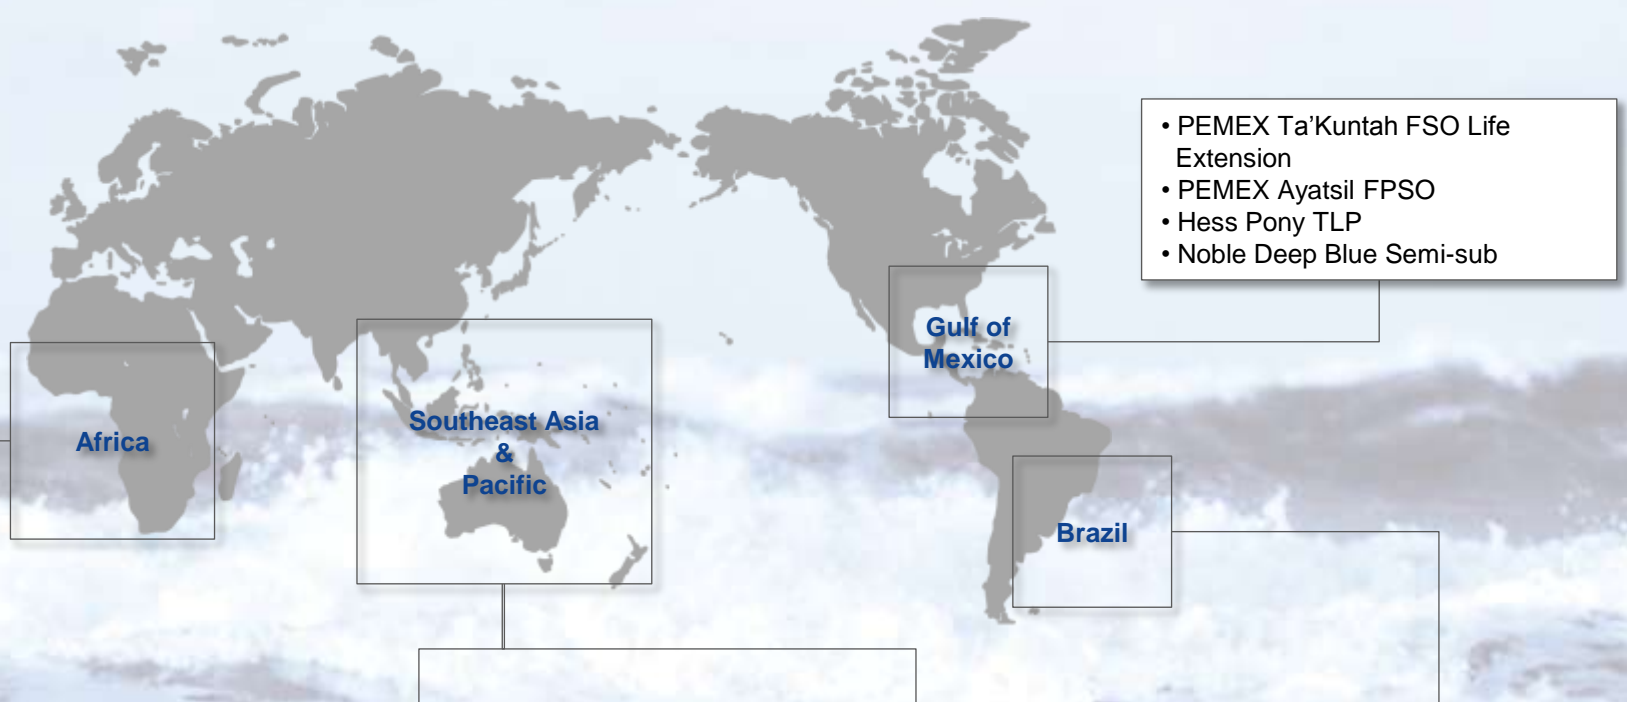 • PEMEX Ta’Kuntah FSO Life
Extension
• PEMEX Ayatsil FPSO
• Hess Pony TLP
• Noble Deep Blue Semi-sub
Gulf of
Mexico
Africa
Southeast Asia
&
Pacific
Brazil